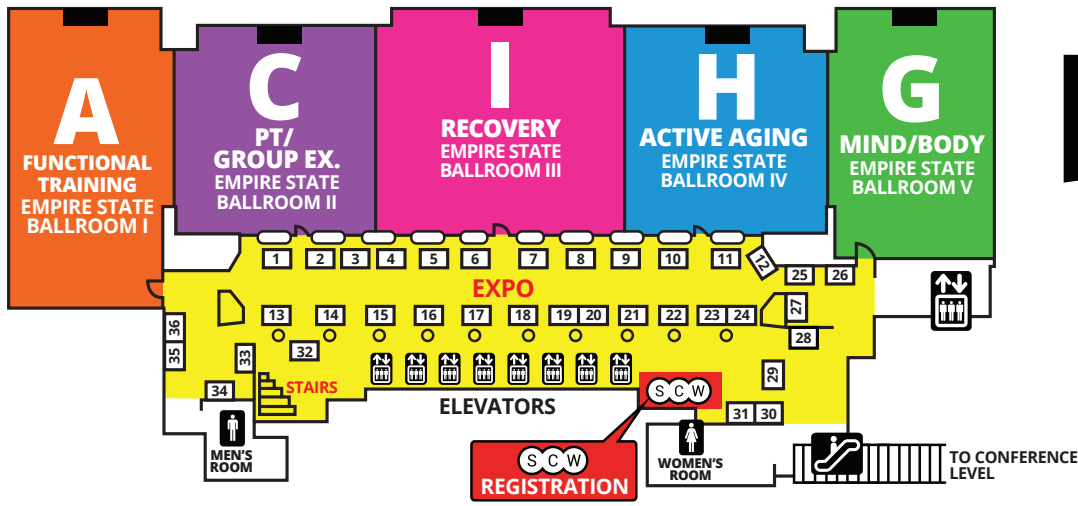 A
FUNCTIONAL
TRAINING
EMPIRE STATE
BALLROOM I
C
PT/
GROUP EX.
EMPIRE STATE
BALLROOM II
I
RECOVERY
EMPIRE STATE
BALLROOM III
H
ACTIVE AGING
EMPIRE STATE
BALLROOM IV
G
MIND/BODY
EMPIRE STATE
BALLROOM V
1 2 3 4 5 6 7 8 9 10 11 12
25 26
EXPO
27
13 14 15 16 17 18 19 20 21 22 23 24
36
28
35
33
32
29
34
STAIRS
SCW
31 30
ELEVATORS
MEN'S
ROOM
SCW
REGISTRATION
WOMEN'S
ROOM
TO CONFERENCE
LEVEL